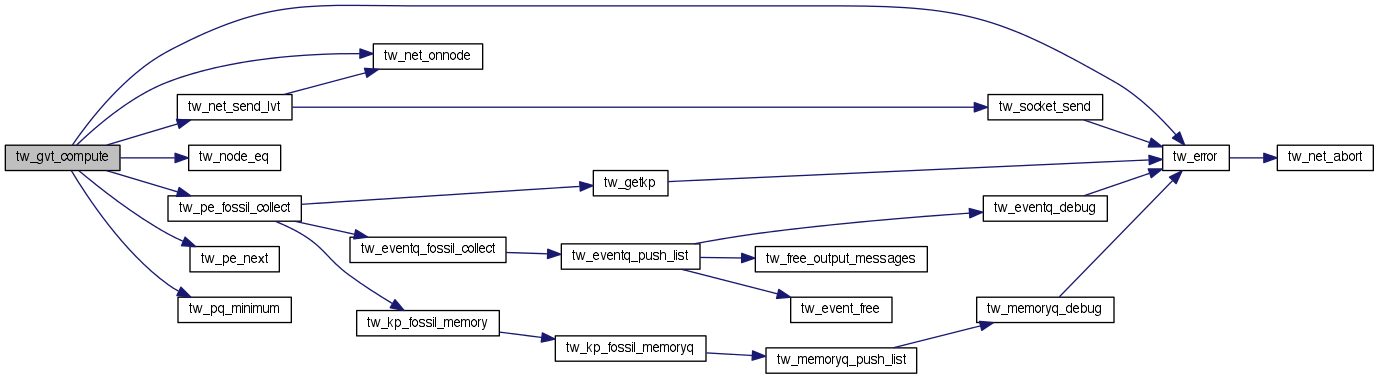 tw_net_onnode
tw_net_send_lvt
tw_socket_send
tw_gvt_compute
tw_node_eq
tw_error
tw_net_abort
tw_getkp
tw_pe_fossil_collect
tw_eventq_debug
tw_eventq_fossil_collect
tw_eventq_push_list
tw_pe_next
tw_free_output_messages
tw_pq_minimum
tw_event_free
tw_kp_fossil_memory
tw_memoryq_debug
tw_kp_fossil_memoryq
tw_memoryq_push_list